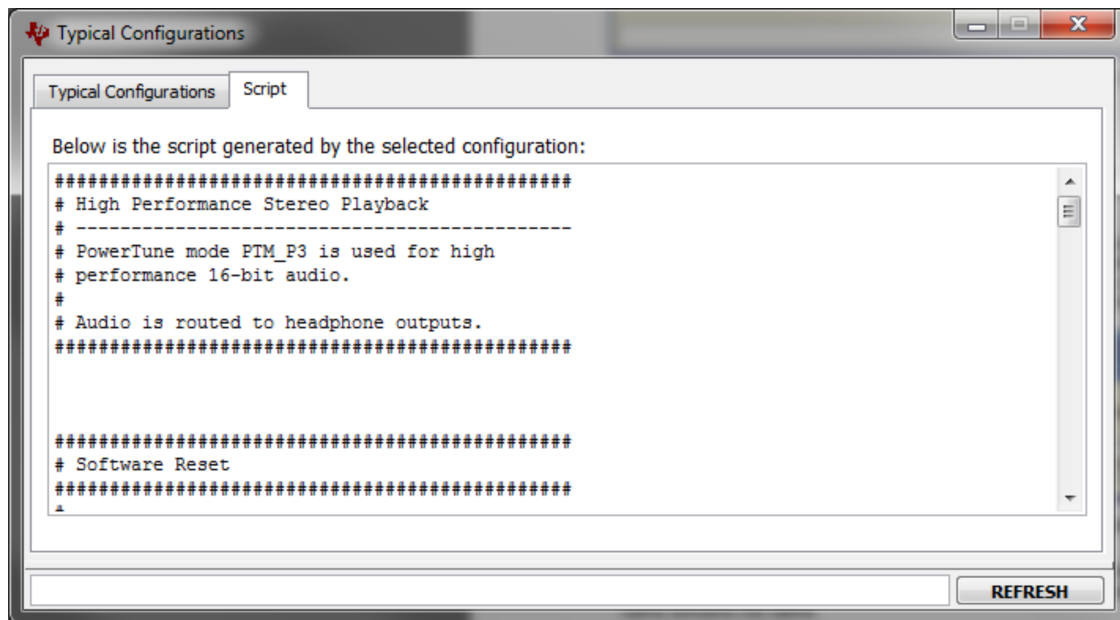 Typical Configurations
Typical Configurations Script
Below is the script generated by the selected configuration:
###############################################
# High Performance Stereo Playback
# ---------------------------------------------
# PowerTune mode PTM_P3 is used for high
# performance 16-bit audio.
#
# Audio is routed to headphone outputs.
###############################################
###############################################
# Software Reset
###############################################
REFRESH